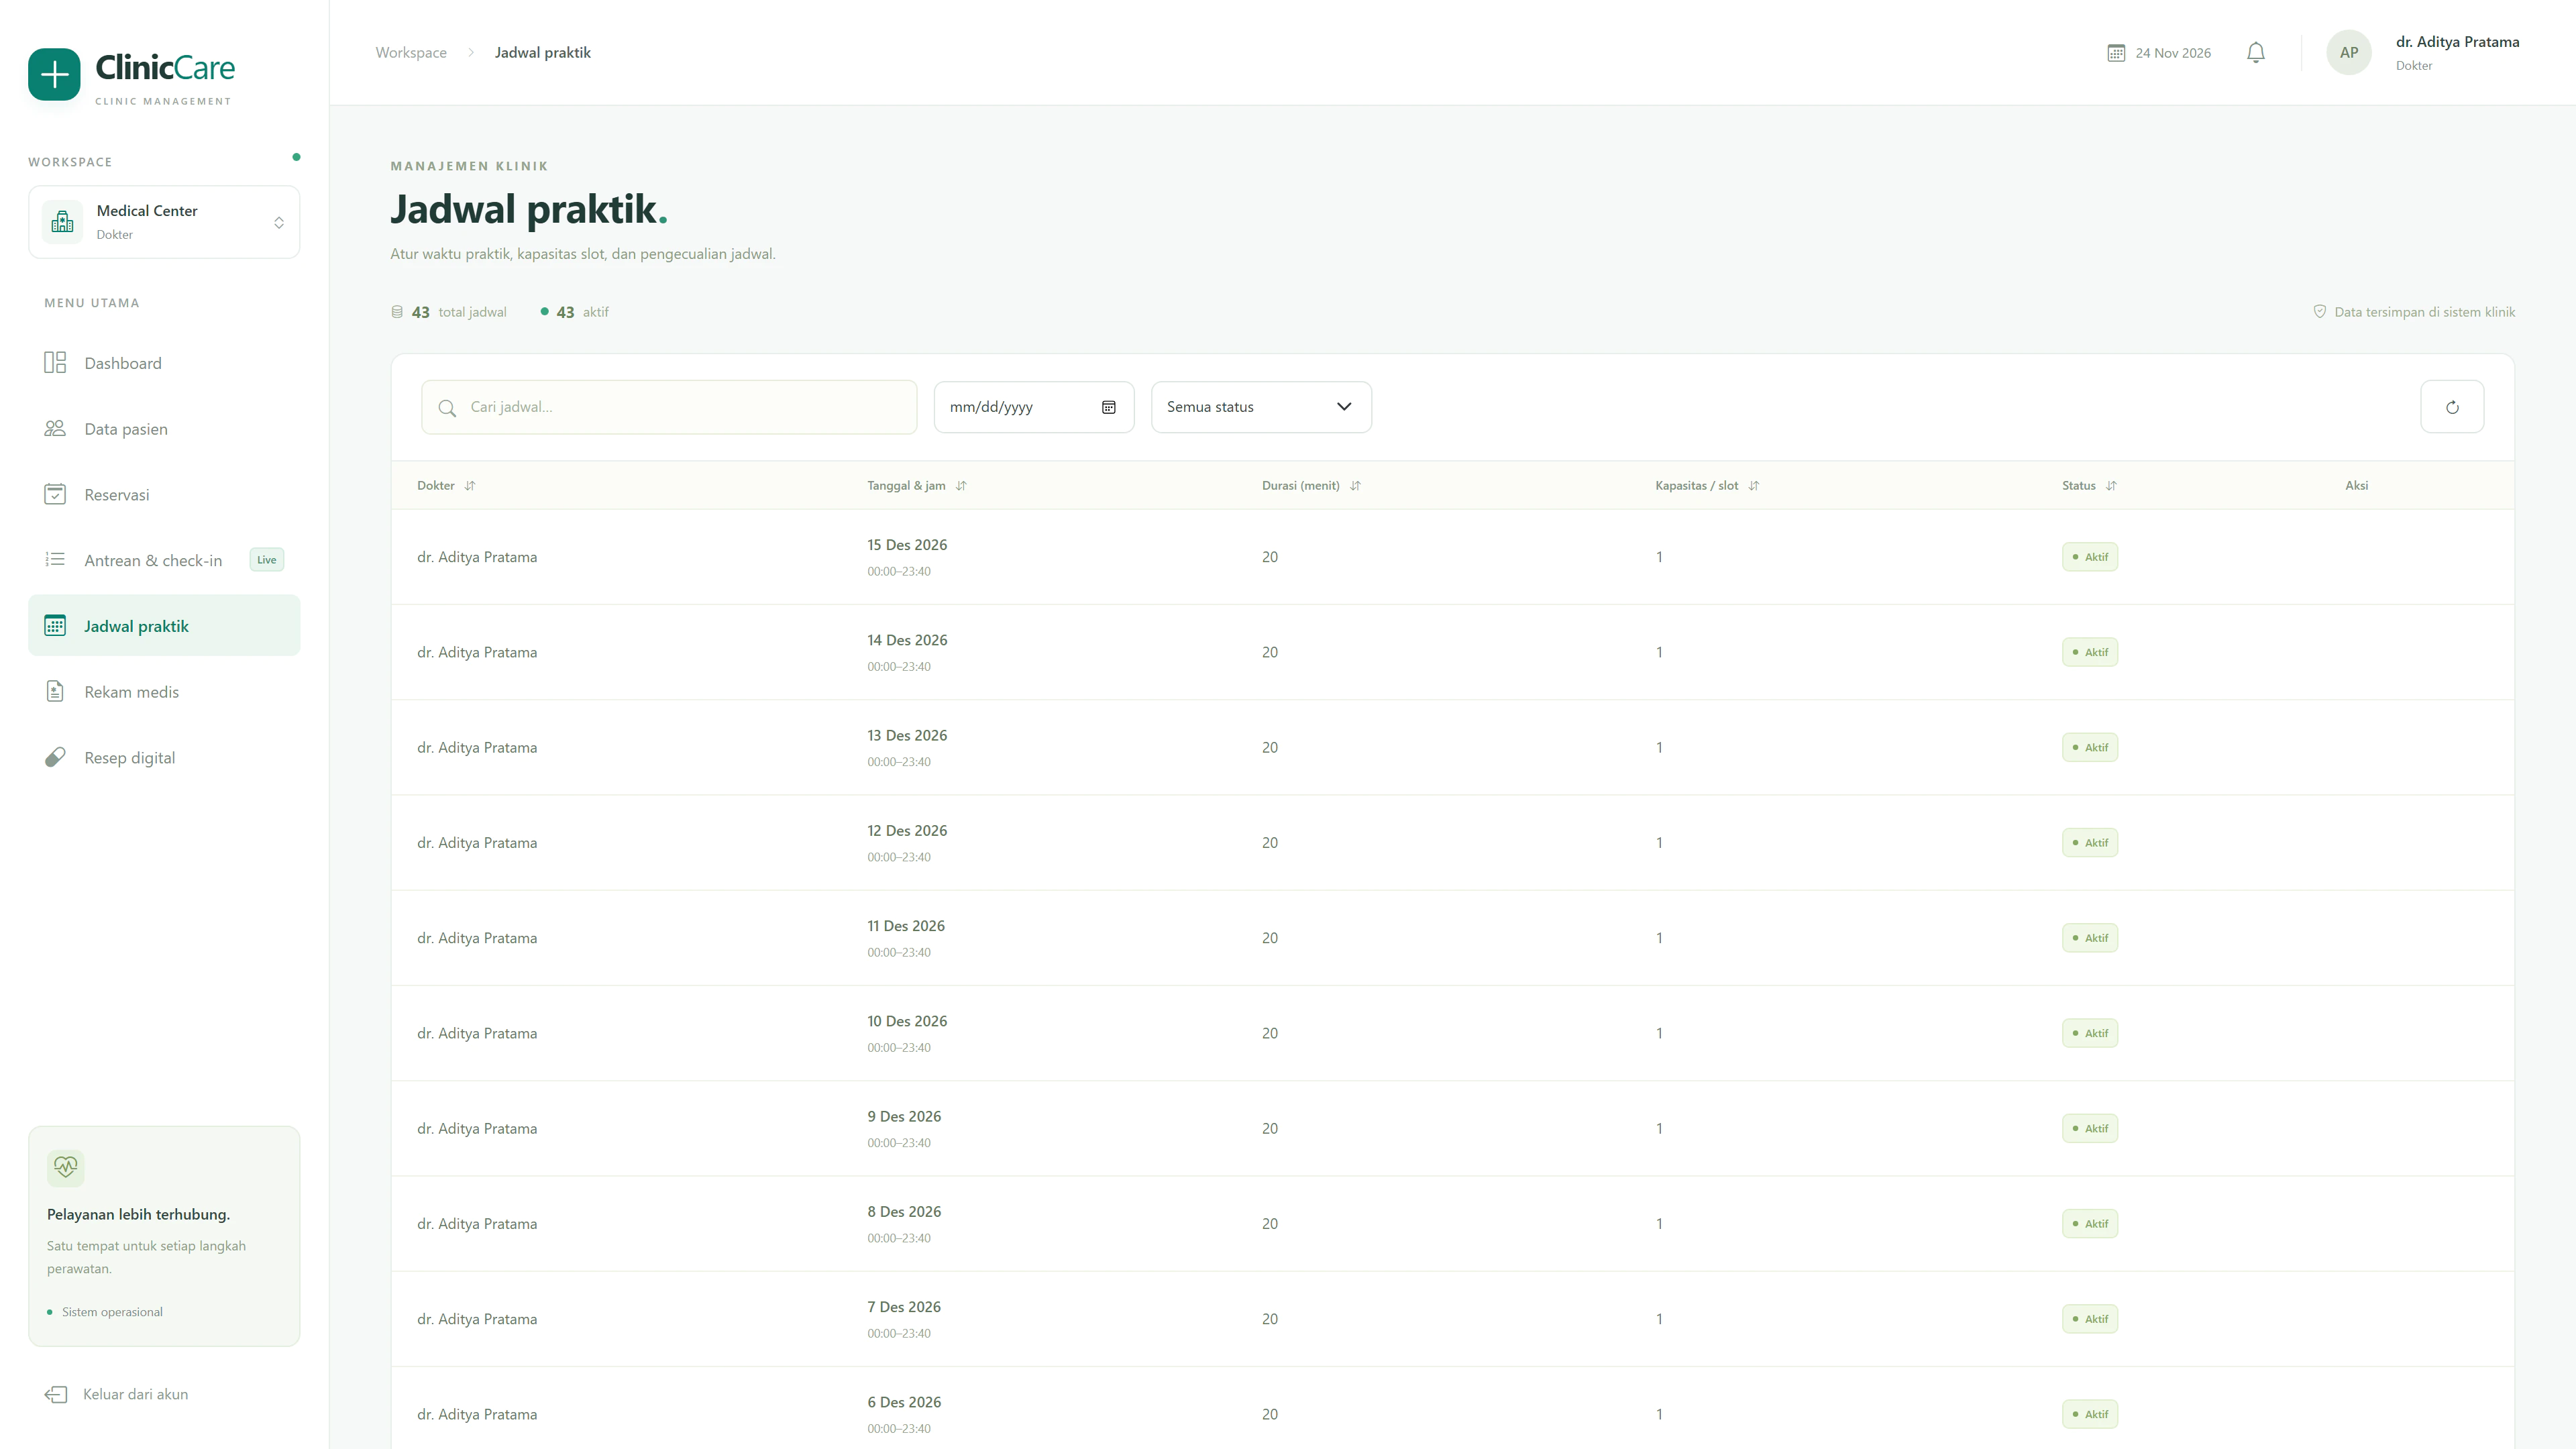 ClinicCare
CLINIC MANAGEMENT
WORKSPACE
Medical Center
Dokter
MENU UTAMA
Dashboard
Data pasien
Reservasi
Antrean & check-in Live
Jadwal praktik
Rekam medis
Resep digital
Pelayanan lebih terhubung.
Satu tempat untuk setiap langkah
perawatan.
Sistem operasional
Keluar dari akun
Workspace Jadwal praktik
24 Nov 2026
AP
dr. Aditya Pratama
Dokter
MANAJEMEN KLINIK
Jadwal praktik.
Atur waktu praktik, kapasitas slot, dan pengecualian jadwal.
43 total jadwal 43 aktif
Data tersimpan di sistem klinik
Cari jadwal... mm/dd/yyyy Semua status
Dokter Tanggal & jam Durasi (menit) Kapasitas / slot Status Aksi
dr. Aditya Pratama 15 Des 2026 20 1 Aktif
00:00–23:40
dr. Aditya Pratama 14 Des 2026 20 1 Aktif
00:00–23:40
dr. Aditya Pratama 13 Des 2026 20 1 Aktif
00:00–23:40
dr. Aditya Pratama 12 Des 2026 20 1 Aktif
00:00–23:40
dr. Aditya Pratama 11 Des 2026 20 1 Aktif
00:00–23:40
dr. Aditya Pratama 10 Des 2026 20 1 Aktif
00:00–23:40
dr. Aditya Pratama 9 Des 2026 20 1 Aktif
00:00–23:40
dr. Aditya Pratama 8 Des 2026 20 1 Aktif
00:00–23:40
dr. Aditya Pratama 7 Des 2026 20 1 Aktif
00:00–23:40
dr. Aditya Pratama 6 Des 2026 20 1 Aktif
00:00–23:40